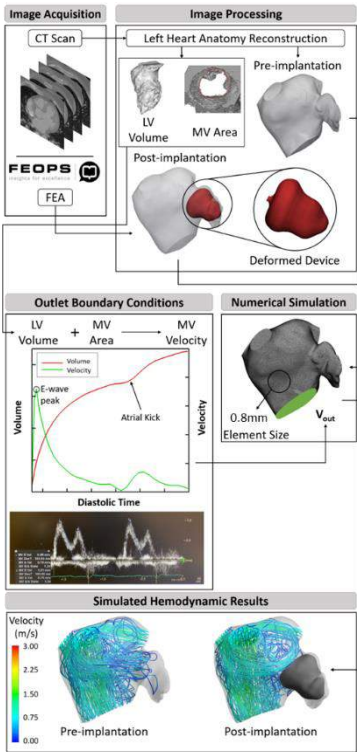 Image Acquisition
Image Processing
CT Scan
Left Heart Anatomy Reconstruction
Pre-implantation
LV
Volume
MV Area
FEOPS
insights for excellence
Post-implantation
FEA
Deformed Device
Outlet Boundary Conditions
Numerical Simulation
LV + MV MV
Volume Area Velocity
Volume
Velocity
E-wave
peak
Atrial Kick
Volume
Velocity
Diastolic Time
0.8mm
Element Size
Vout
Simulated Hemodynamic Results
Velocity
(m/s)
3.00
2.25
1.50
0.75
0.00
Pre-implantation
Post-implantation